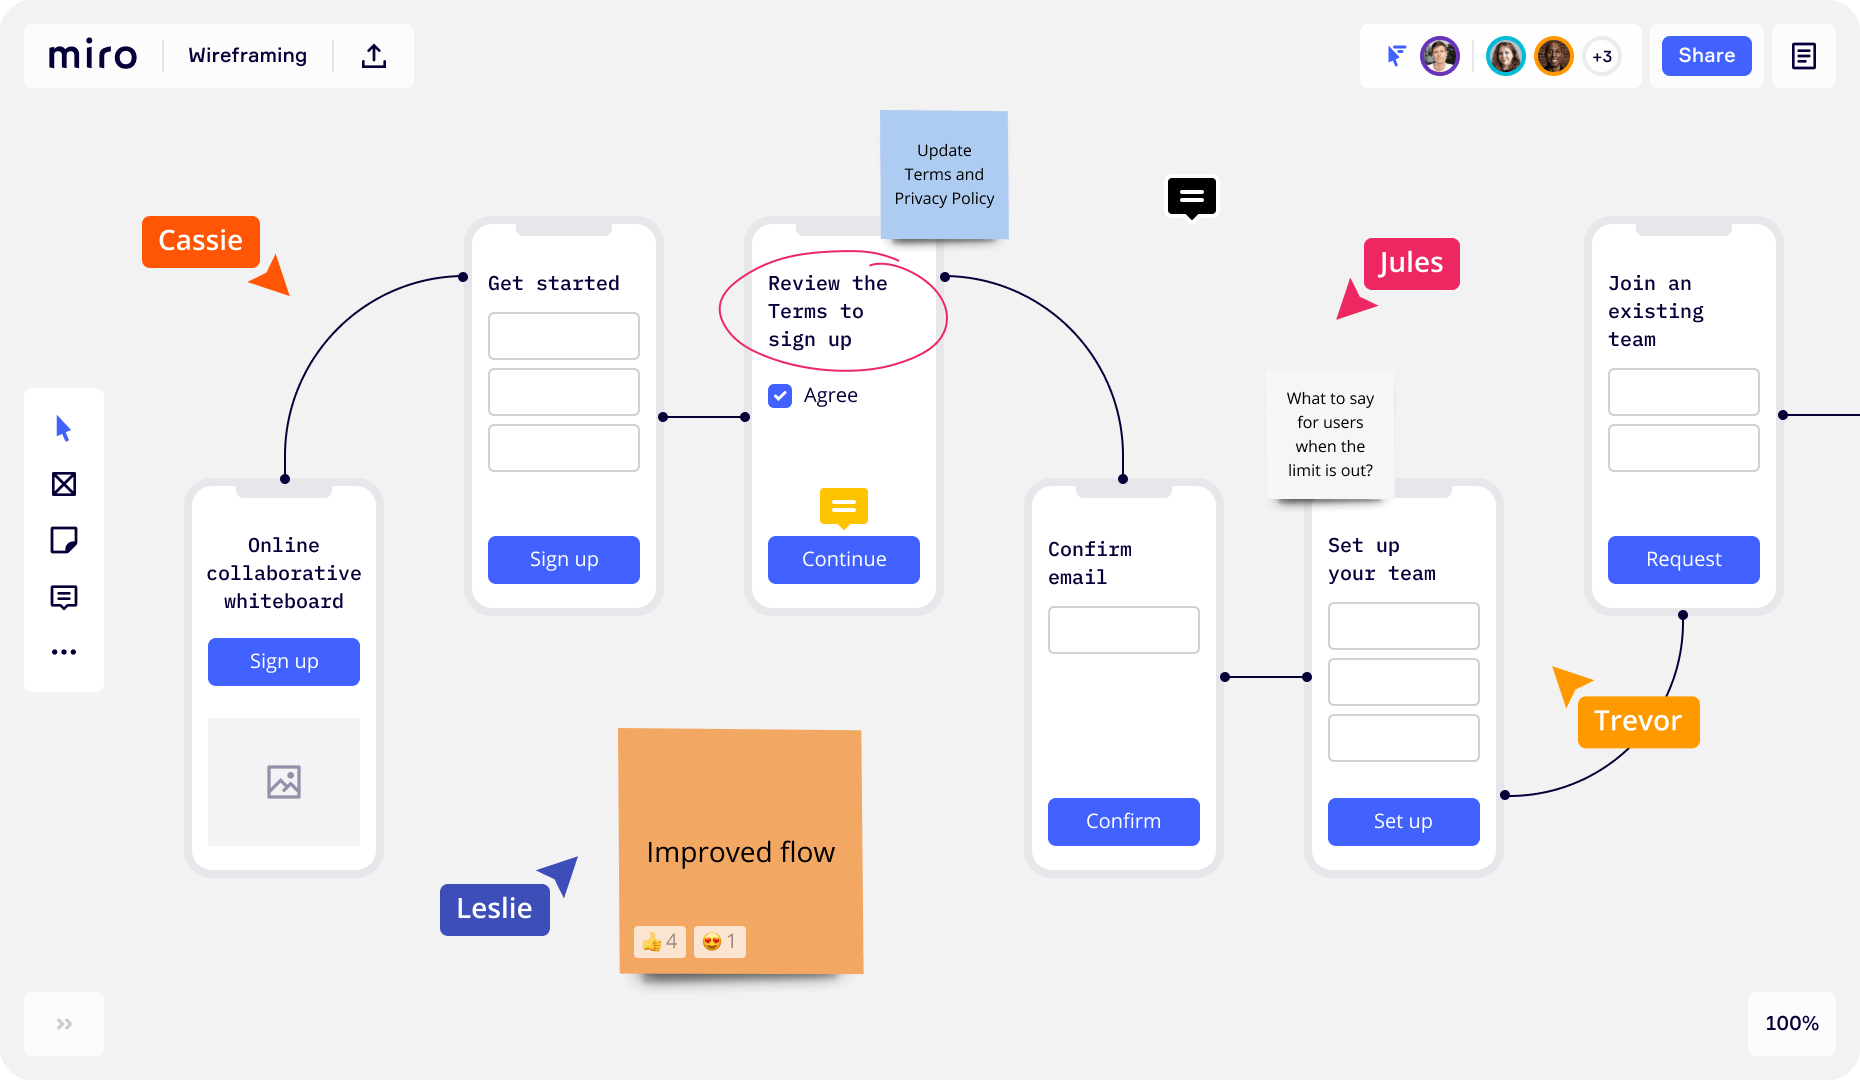 miro
Wireframing
+3
Share
Update
Terms and
Privacy Policy
Cassie
Jules
Get started
Sign up
Review the
Terms to
sign up
Agree
Continue
What to say
for users
when the
limit is out?
Join an
existing
team
Request
Online
collaborative
whiteboard
Sign up
Confirm
email
Confirm
Set up
your team
Set up
Trevor
Improved flow
4
1
Leslie
100%